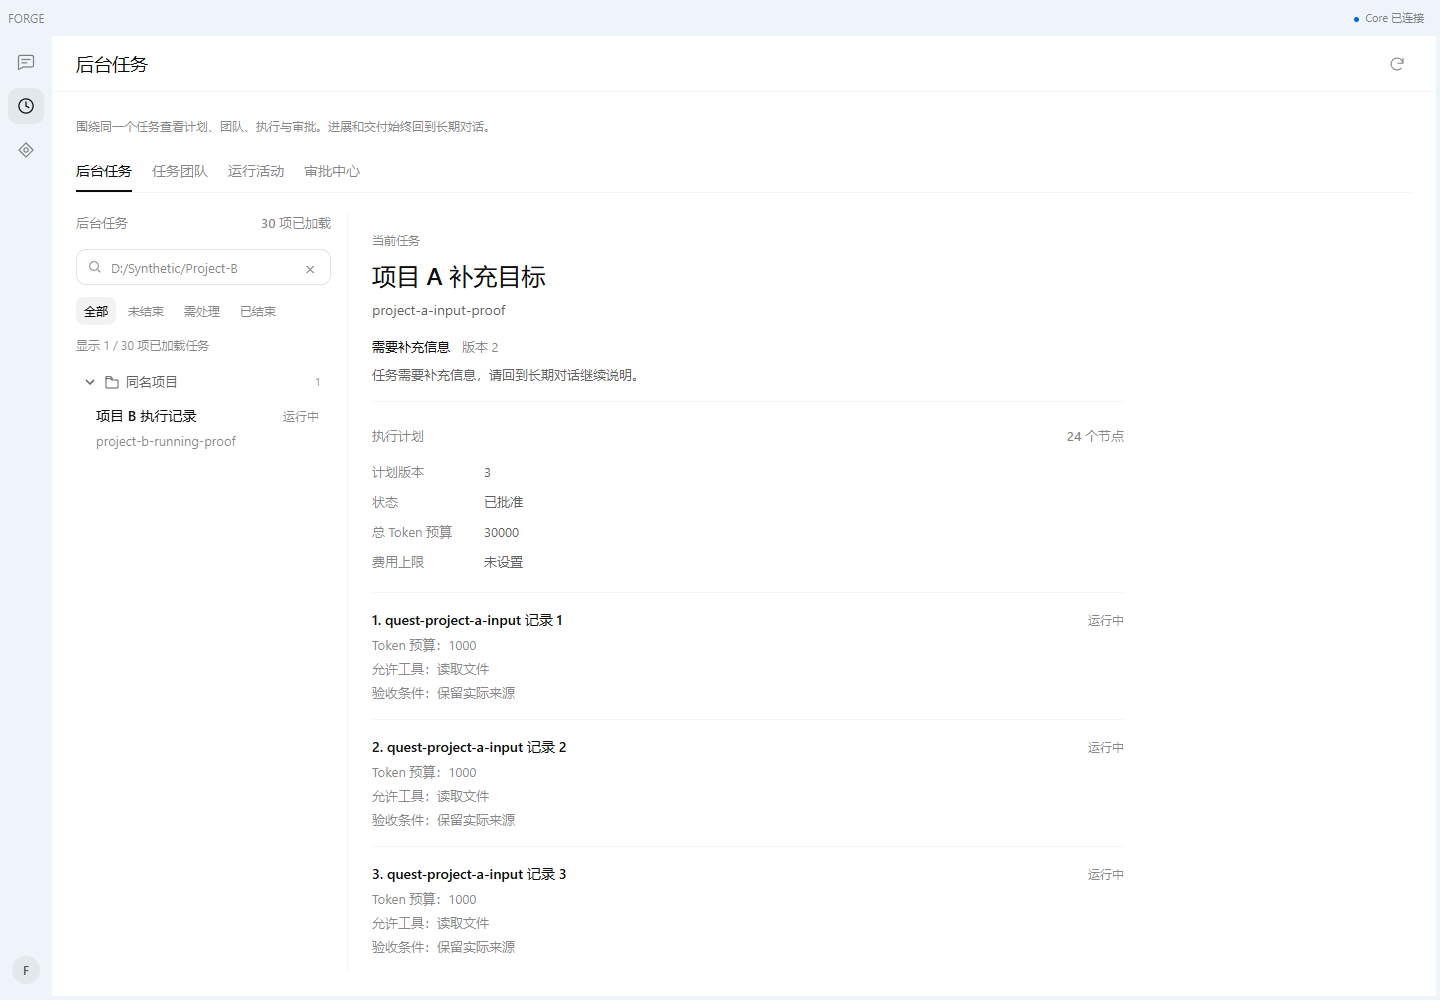 FORGE
Core 已连接
后台任务
围绕同一个任务查看计划、团队、执行与审批。进展和交付始终回到长期对话。
后台任务 任务团队 运行活动 审批中心
后台任务 30 项已加载
D:/Synthetic/Project-B
全部 未结束 需处理 已结束
显示 1 / 30 项已加载任务
同名项目 1
项目 B 执行记录 运行中
project-b-running-proof
当前任务
项目 A 补充目标
project-a-input-proof
需要补充信息 版本 2
任务需要补充信息，请回到长期对话继续说明。
执行计划 24 个节点
计划版本 3
状态 已批准
总 Token 预算 30000
费用上限 未设置
1. quest-project-a-input 记录 1 运行中
Token 预算：1000
允许工具：读取文件
验收条件：保留实际来源
2. quest-project-a-input 记录 2 运行中
Token 预算：1000
允许工具：读取文件
验收条件：保留实际来源
3. quest-project-a-input 记录 3 运行中
Token 预算：1000
允许工具：读取文件
验收条件：保留实际来源
F